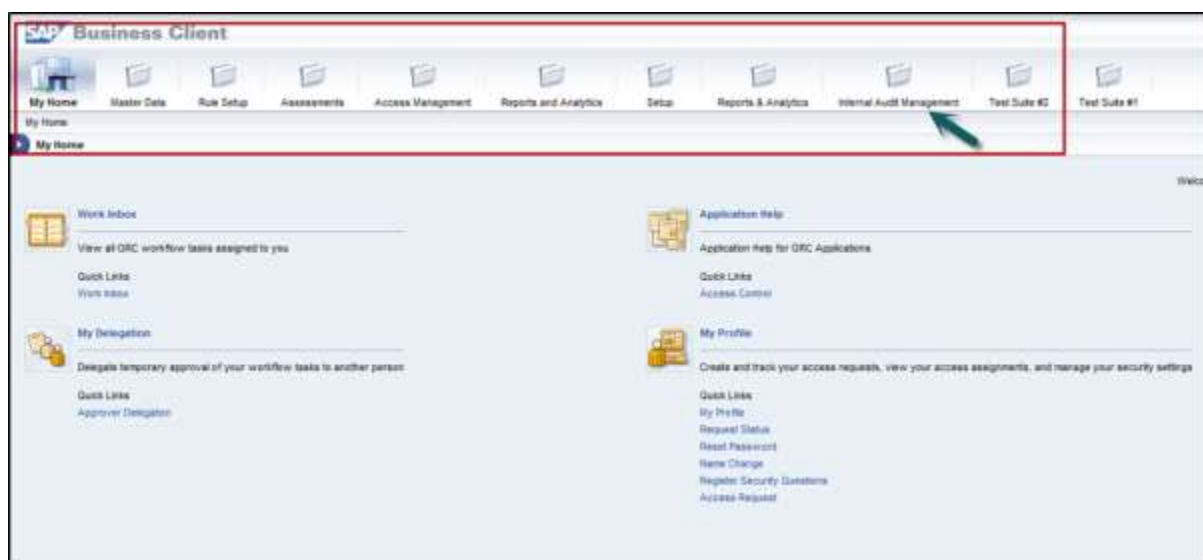 SAP Business Client
My Home Master Data Rule Setup Assessments Access Management Reports and Analytics Setup Reports & Analytics Internal Audit Management Test Suite #2 Test Suite #1
My Home
My Home
Welco
Work Inbox
View all GRC workflow tasks assigned to you
Quick Links
Work Inbox
Application Help
Application Help for GRC Applications
Quick Links
Access Control
My Delegation
Delegate temporary approval of your workflow tasks to another person
Quick Links
Approver Delegation
My Profile
Create and track your access requests, view your access assignments, and manage your security settings
Quick Links
My Profile
Request Status
Reset Password
Name Change
Register Security Questions
Access Request